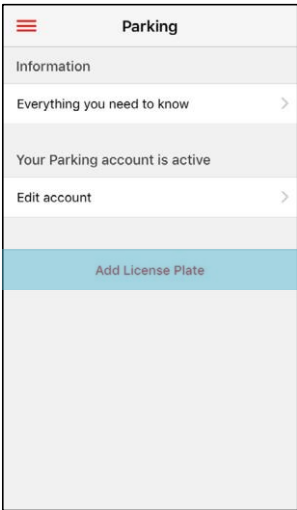 Parking
Information
Everything you need to know
Your Parking account is active
Edit account
Add License Plate